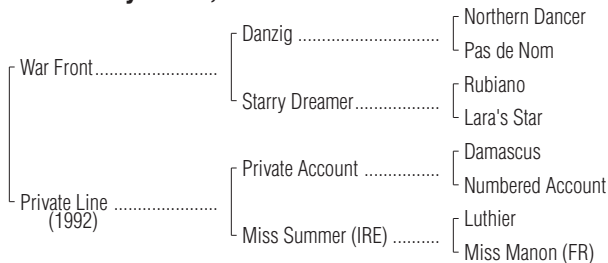 Northern Dancer
Danzig ..............................
Pas de Nom
War Front..........................
Rubiano
Starry Dreamer..................
Lara's Star
Damascus
Private Account ................
Numbered Account
Private Line ......................
(1992)
Luthier
Miss Summer (IRE) ..........
Miss Manon (FR)